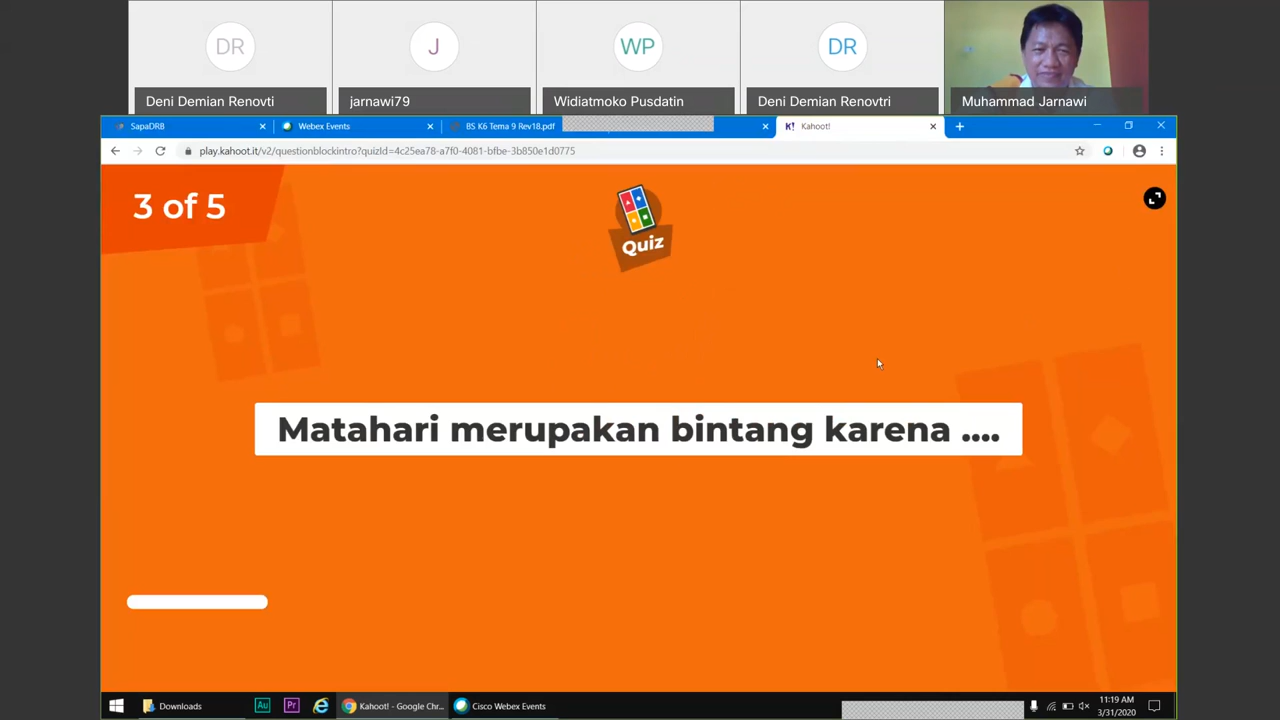 DR
J
WP
DR
Deni Demian Renovti
jarnawi79
Widiatmoko Pusdatin
Deni Demian Renovtri
Muhammad Jarnawi
SapaDRB
Webex Events
BS K6 Tema 9 Rev18.pdf
K! Kahoot!
play.kahoot.it/v2/questionblockintro?quizId=4c25ea78-a7f0-4081-bfbe-3b850e1d0775
3 of 5
Quiz
Matahari merupakan bintang karena ....
Downloads
Au
Pr
Kahoot! - Google Chr...
Cisco Webex Events
11:19 AM
3/31/2020